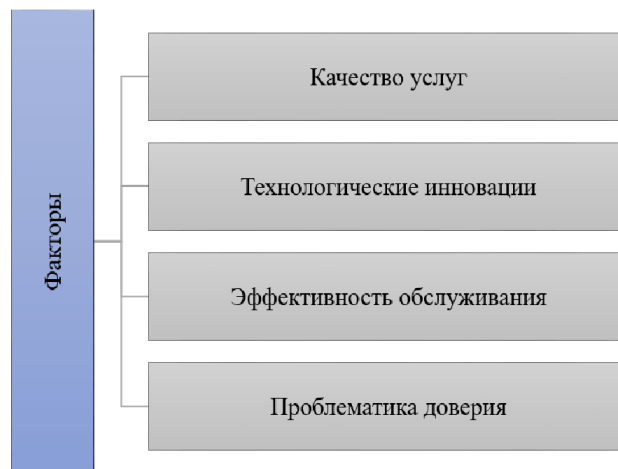 Факторы
Качество услуг
Технологические инновации
Эффективность обслуживания
Проблематика доверия